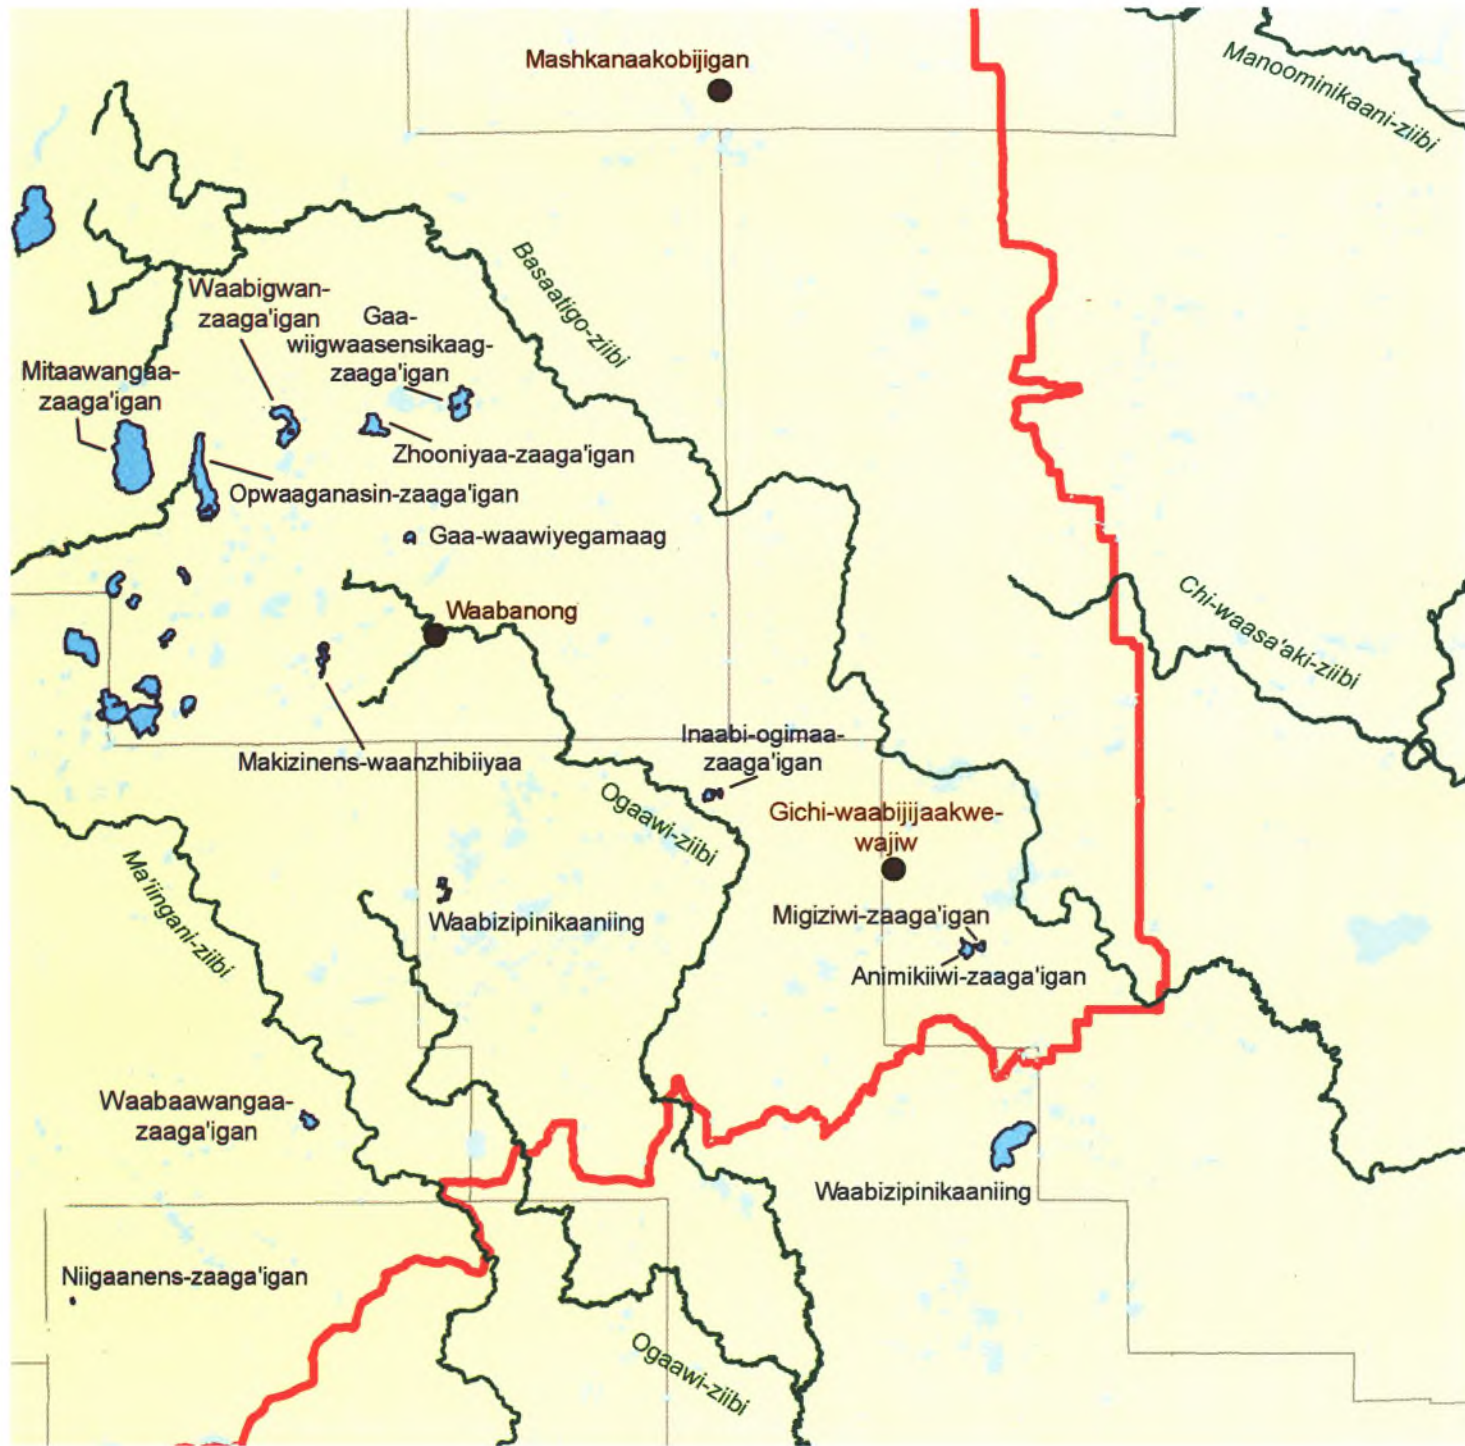 Mashkanaakobijigan
Manoominikaani-ziibi
Basaatigo-ziibi
Waabigwan-
zaaga'igan
Gaa-
wiigwaasensikaag-
zaaga'igan
Mitaawangaa-
zaaga'igan
Zhooniyaa-zaaga'igan
Opwaaganasin-zaaga'igan
Gaa-waawiyegamaag
Waabanong
Chi-waasa'aki-ziibi
Makizinens-waanzhibiiyaa
Inaabi-ogimaa-
zaaga'igan
Ogaawi-ziibi
Gichi-waabijijaakwe-
wajiw
Ma'iingani-ziibi
Waabizipinikaaniing
Migiziwi-zaaga'igan
Animikiiwi-zaaga'igan
Waabaawangaa-
zaaga'igan
Waabizipinikaaniing
Niigaanens-zaaga'igan
Ogaawi-ziibi